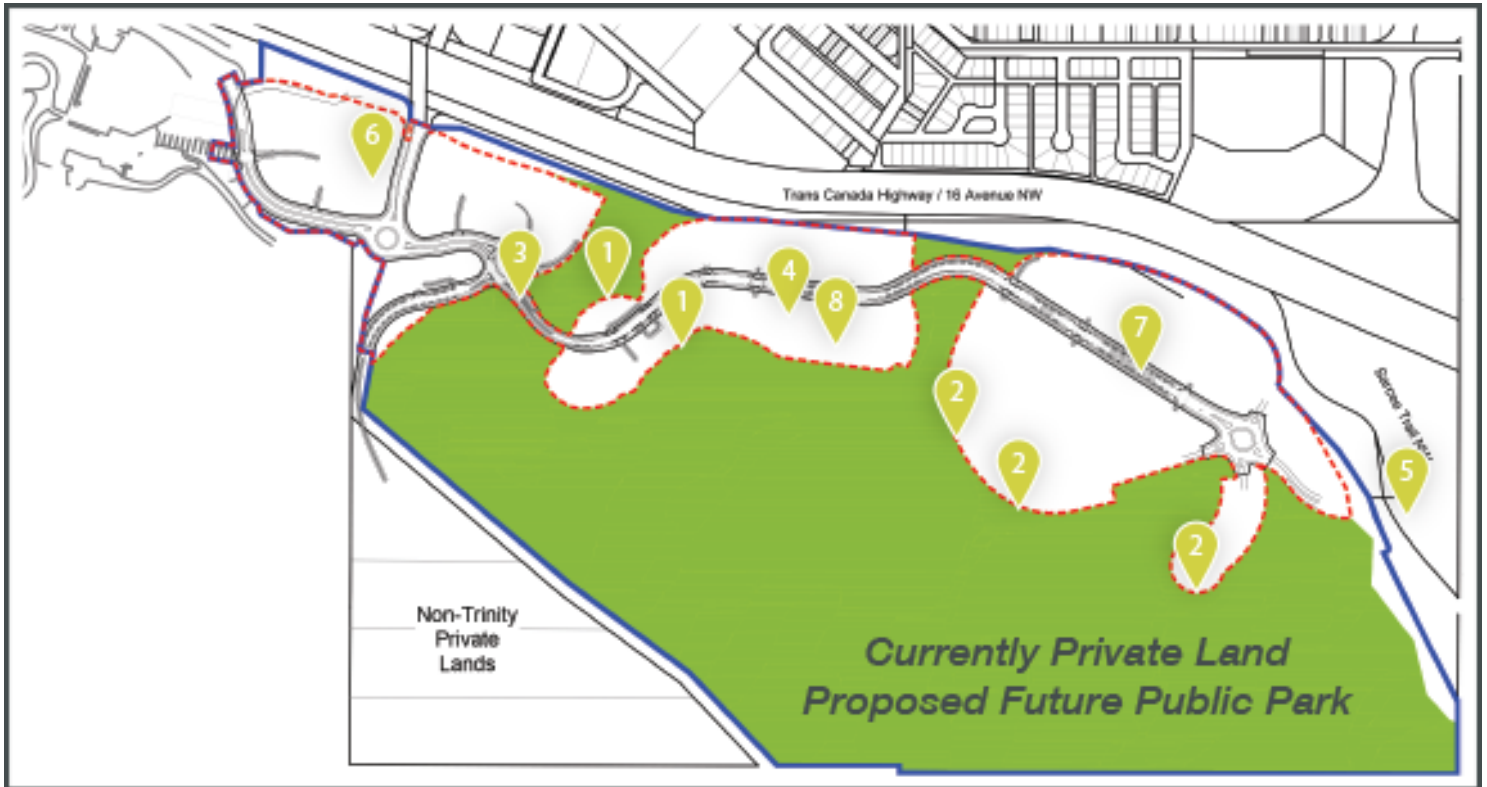 6
Trans Canada Highway / 16 Avenue NW
3
1
4
1
8
7
2
Sarcee Trail NW
2
5
2
Non-Trinity
Private
Lands
Currently Private Land
Proposed Future Public Park